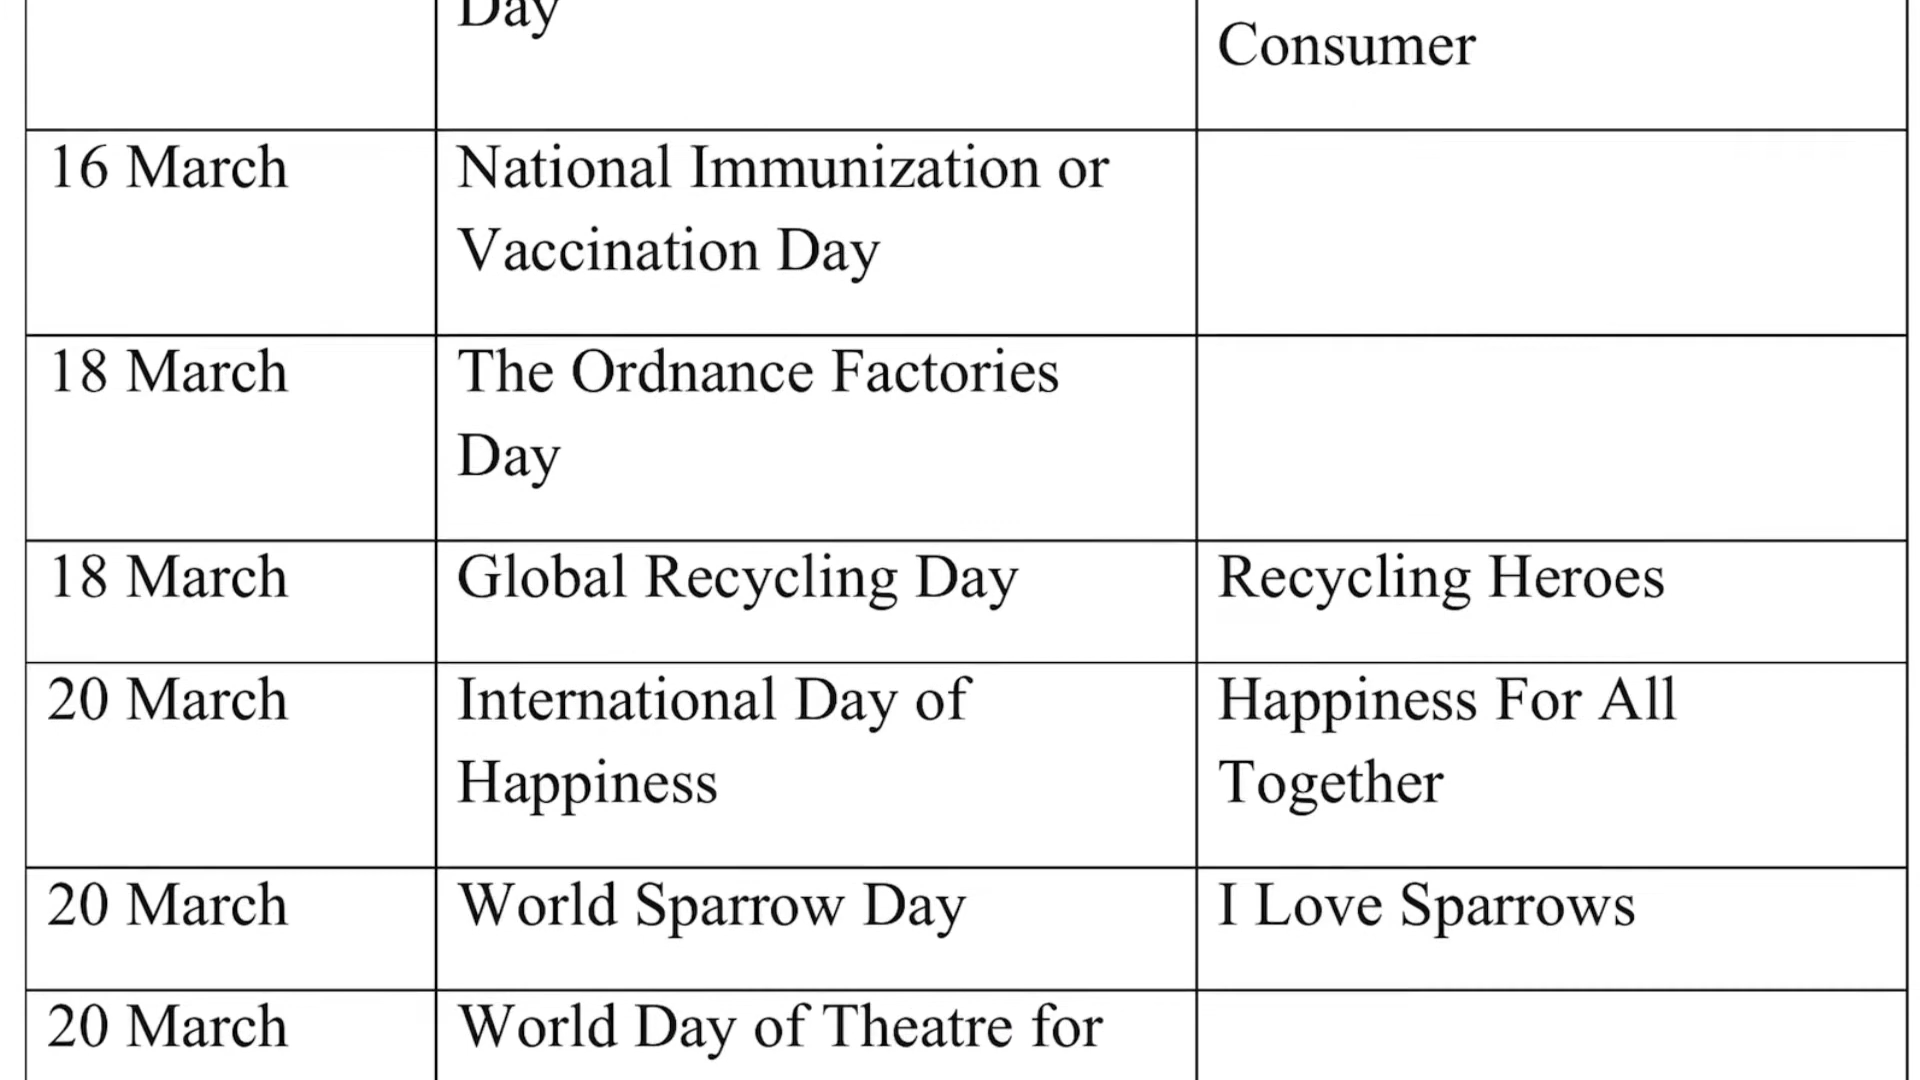 Day
Consumer
16 March
National Immunization or
Vaccination Day
18 March
The Ordnance Factories
Day
18 March
Global Recycling Day
Recycling Heroes
20 March
International Day of
Happiness
Happiness For All
Together
20 March
World Sparrow Day
I Love Sparrows
20 March
World Day of Theatre for